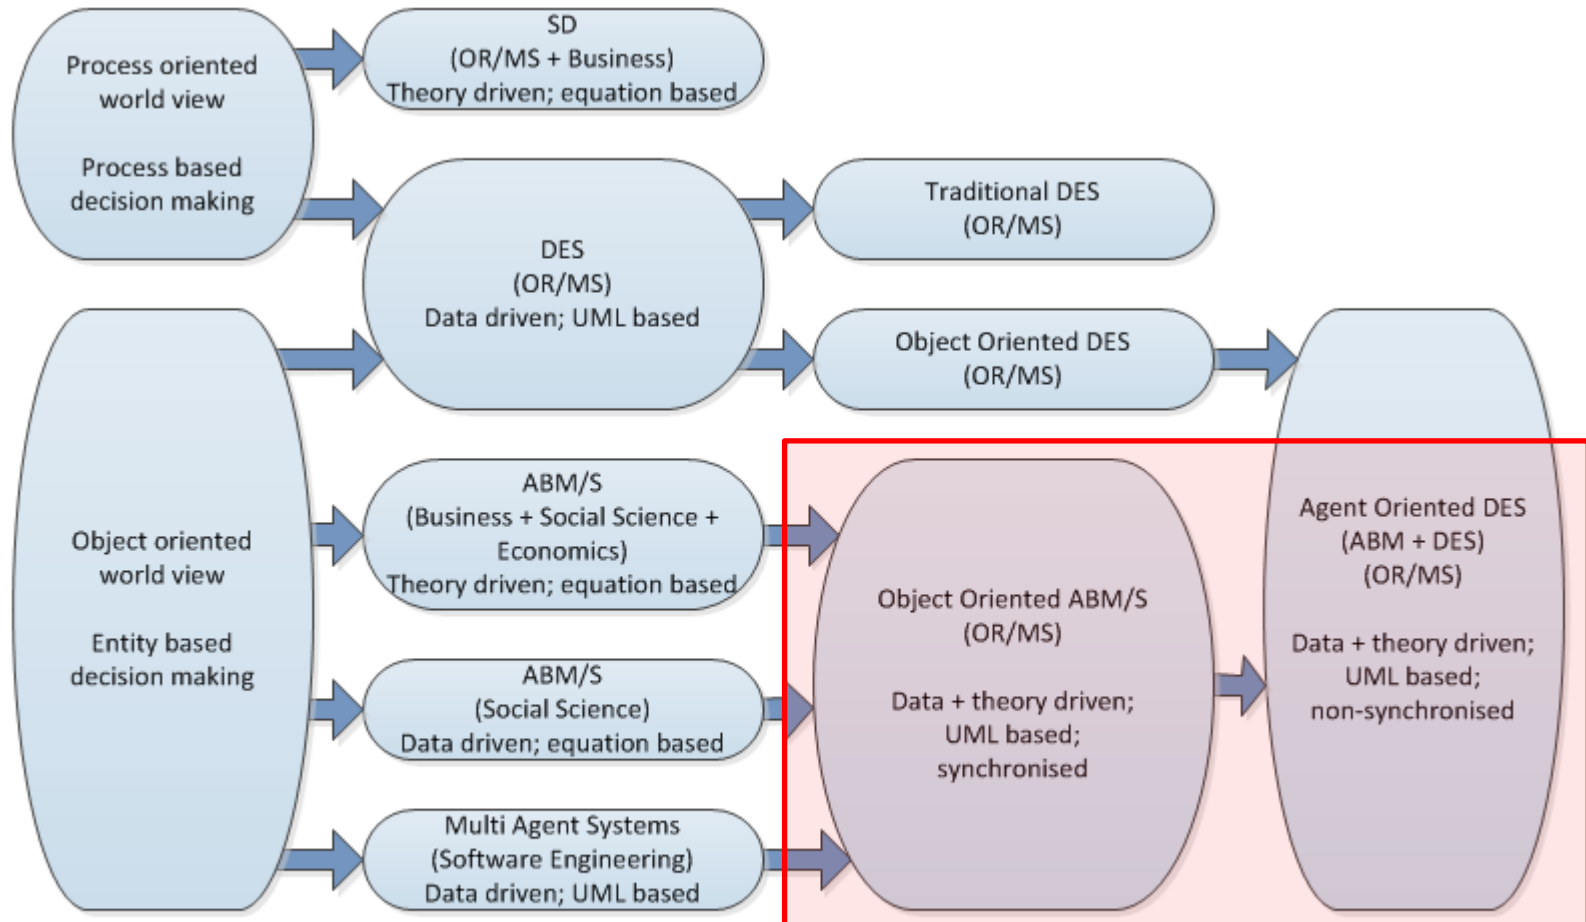 Process oriented
world view
Process based
decision making
SD
(OR/MS + Business)
Theory driven; equation based
DES
(OR/MS)
Data driven; UML based
Traditional DES
(OR/MS)
Object Oriented DES
(OR/MS)
Object oriented
world view
Entity based
decision making
ABM/S
(Business + Social Science +
Economics)
Theory driven; equation based
ABM/S
(Social Science)
Data driven; equation based
Multi Agent Systems
(Software Engineering)
Data driven; UML based
Object Oriented ABM/S
(OR/MS)
Data + theory driven;
UML based;
synchronised
Agent Oriented DES
(ABM + DES)
(OR/MS)
Data + theory driven;
UML based;
non-synchronised